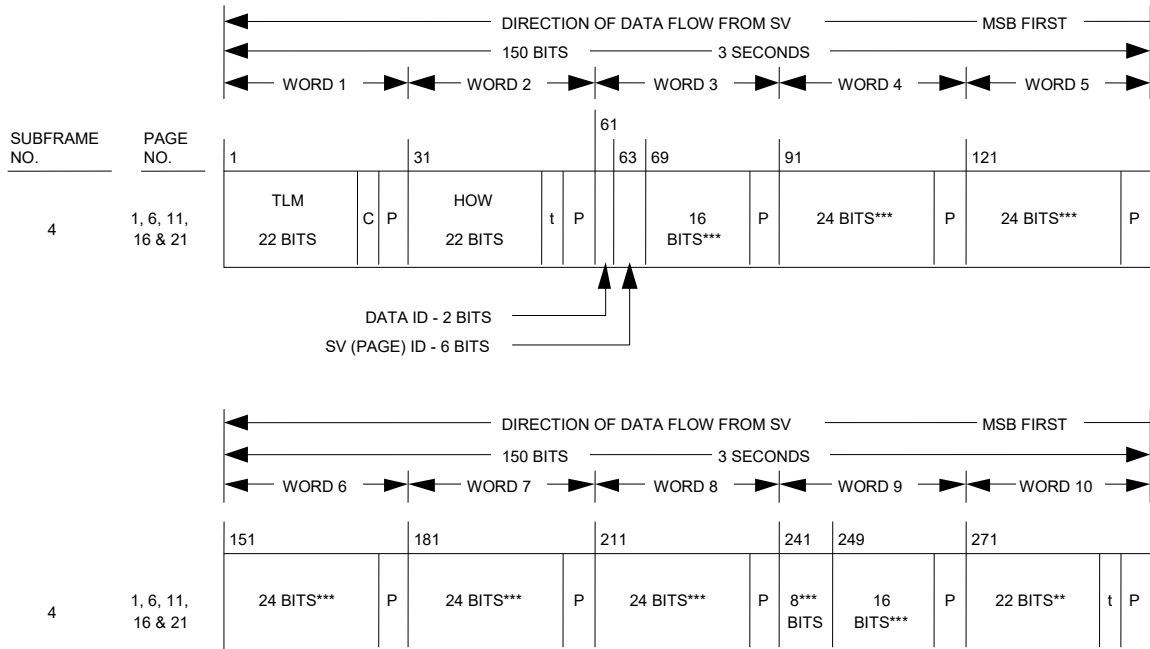 DIRECTION OF DATA FLOW FROM SV MSB FIRST
150 BITS 3 SECONDS
WORD 1 WORD 2 WORD 3 WORD 4 WORD 5
SUBFRAME NO.
PAGE NO.
1 31 61 63 69 91 121
4
1, 6, 11, 16 & 21
TLM
22 BITS
C P
HOW
22 BITS
t P
16 BITS***
P
24 BITS***
P
24 BITS***
P
DATA ID - 2 BITS
SV (PAGE) ID - 6 BITS
DIRECTION OF DATA FLOW FROM SV MSB FIRST
150 BITS 3 SECONDS
WORD 6 WORD 7 WORD 8 WORD 9 WORD 10
151 181 211 241 249 271
4
1, 6, 11, 16 & 21
24 BITS***
P
24 BITS***
P
24 BITS***
P
8*** BITS
16 BITS***
P
22 BITS**
t P